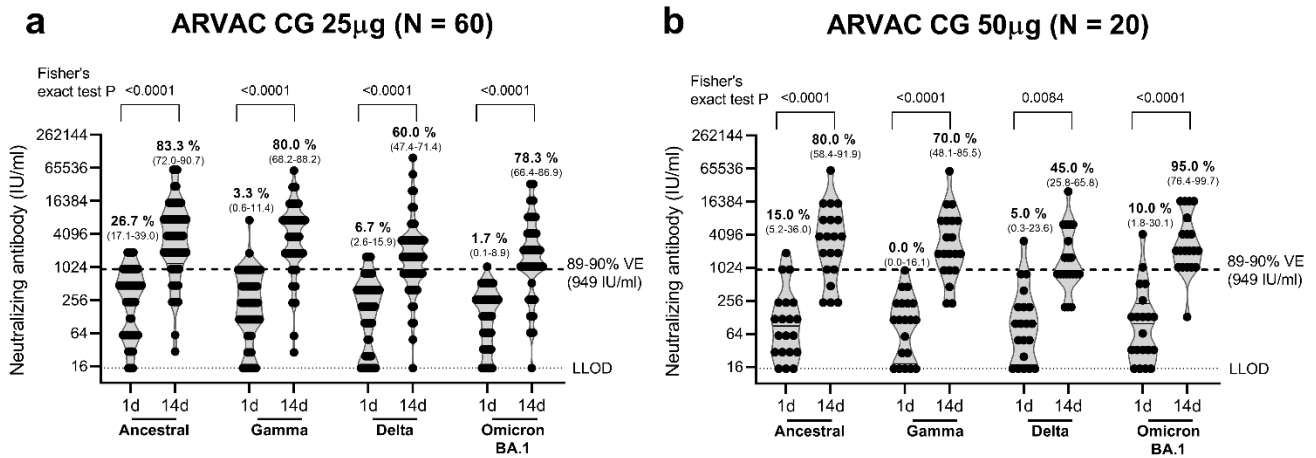 a
ARVAC CG 25µg (N = 60)
Fisher's
exact test P
<0.0001
<0.0001
<0.0001
<0.0001
Neutralizing antibody (IU/ml)
262144
65536
16384
4096
1024
256
64
16
26.7 %
(17.1-39.0)
83.3 %
(72.0-90.7)
3.3 %
(0.6-11.4)
80.0 %
(68.2-88.2)
6.7 %
(2.6-15.9)
60.0 %
(47.4-71.4)
1.7 %
(0.1-8.9)
78.3 %
(66.4-86.9)
89-90% VE
(949 IU/ml)
LLOD
1d 14d 1d 14d 1d 14d 1d 14d
Ancestral Gamma Delta Omicron
BA.1
b
ARVAC CG 50µg (N = 20)
Fisher's
exact test P
<0.0001
<0.0001
0.0084
<0.0001
Neutralizing antibody (IU/ml)
262144
65536
16384
4096
1024
256
64
16
15.0 %
(5.2-36.0)
80.0 %
(58.4-91.9)
0.0 %
(0.0-16.1)
70.0 %
(48.1-85.5)
5.0 %
(0.3-23.6)
45.0 %
(25.8-65.8)
10.0 %
(1.8-30.1)
95.0 %
(76.4-99.7)
89-90% VE
(949 IU/ml)
LLOD
1d 14d 1d 14d 1d 14d 1d 14d
Ancestral Gamma Delta Omicron
BA.1